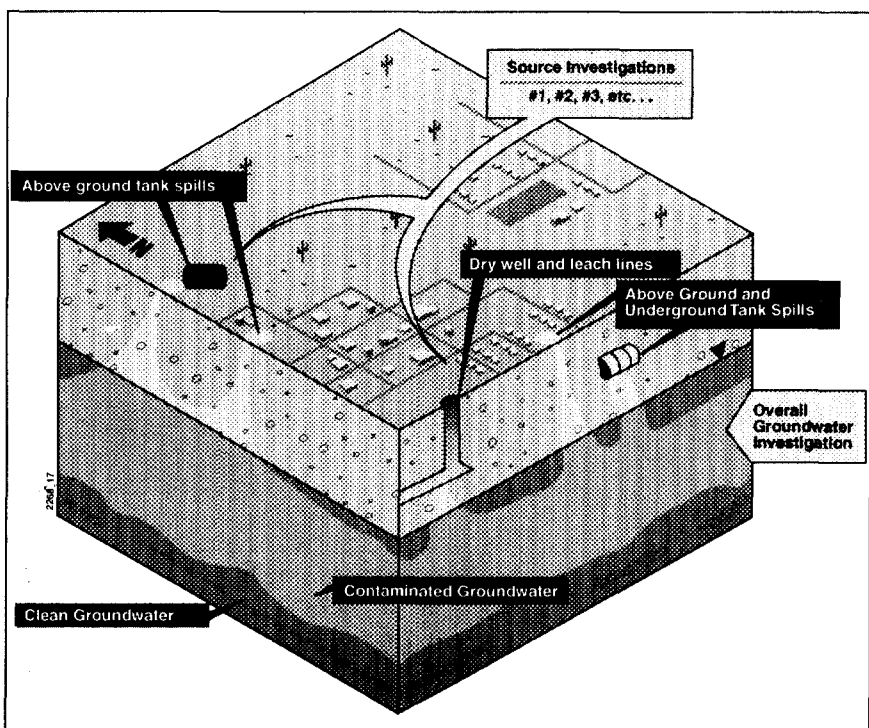 Source Investigations
#1, #2, #3, etc...
Above ground tank spills
N
Dry well and leach lines
Above Ground and
Underground Tank Spills
Overall
Groundwater
Investigation
2268_17
Contaminated Groundwater
Clean Groundwater